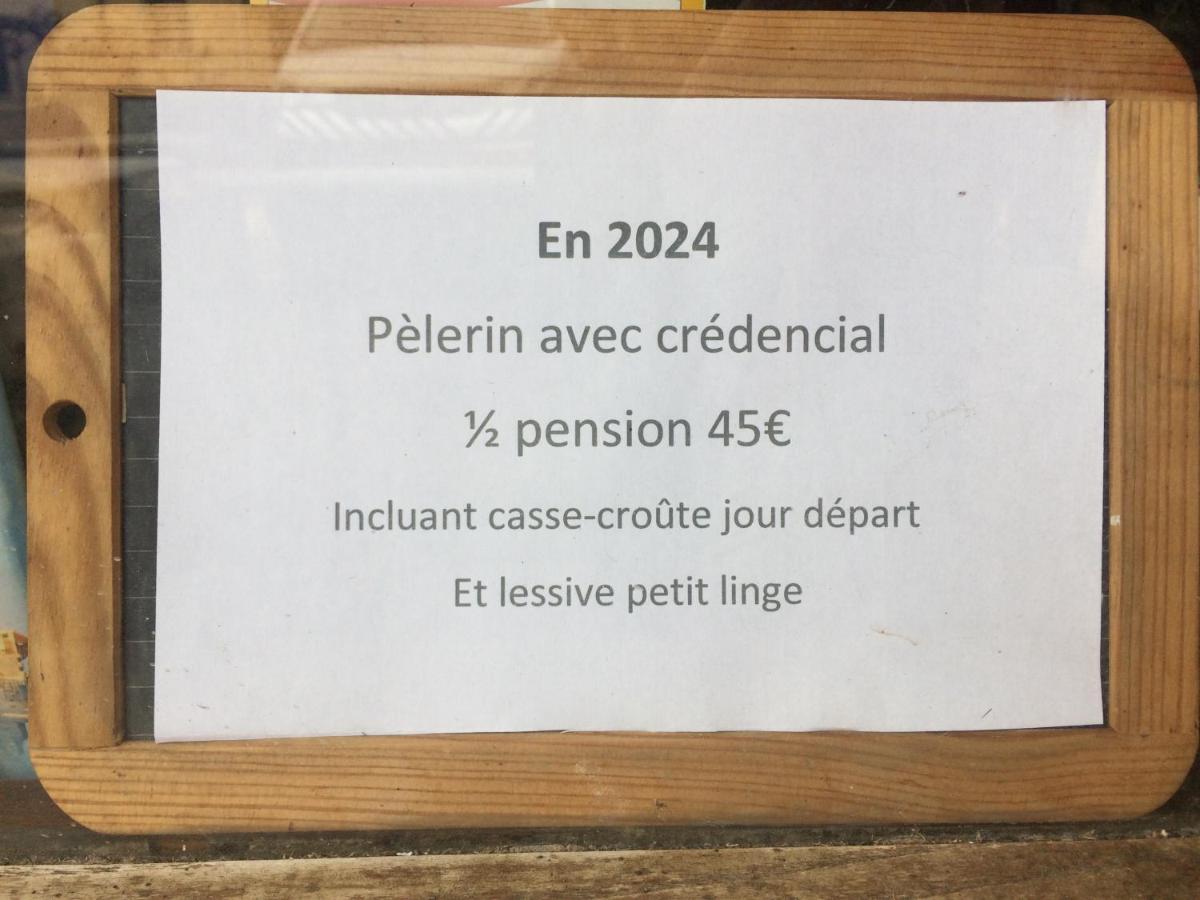 En 2024
Pèlerin avec crédencial
½ pension 45€
Incluant casse-croûte jour départ
Et lessive petit linge